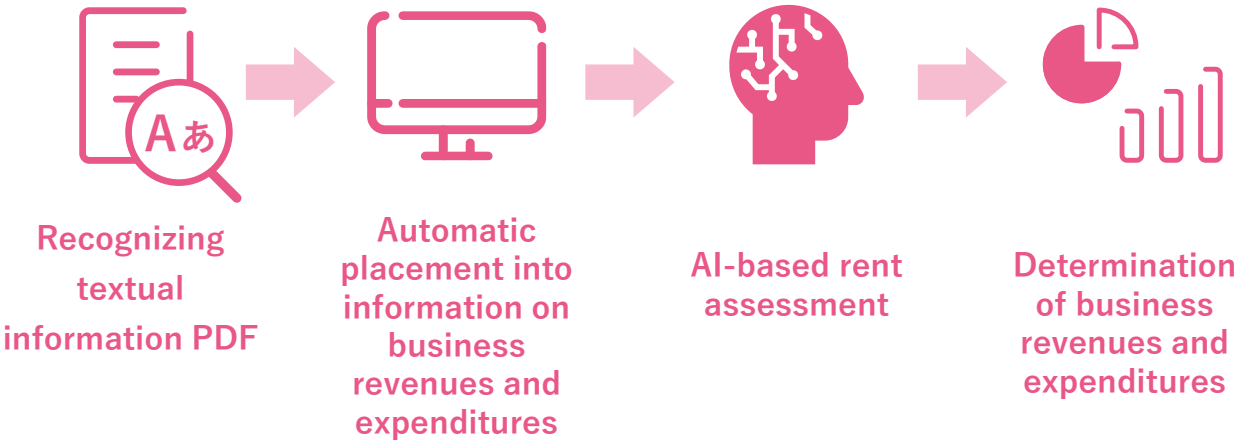 Aあ
Recognizing
textual
information PDF
Automatic
placement into
information on
business
revenues and
expenditures
AI-based rent
assessment
Determination
of business
revenues and
expenditures